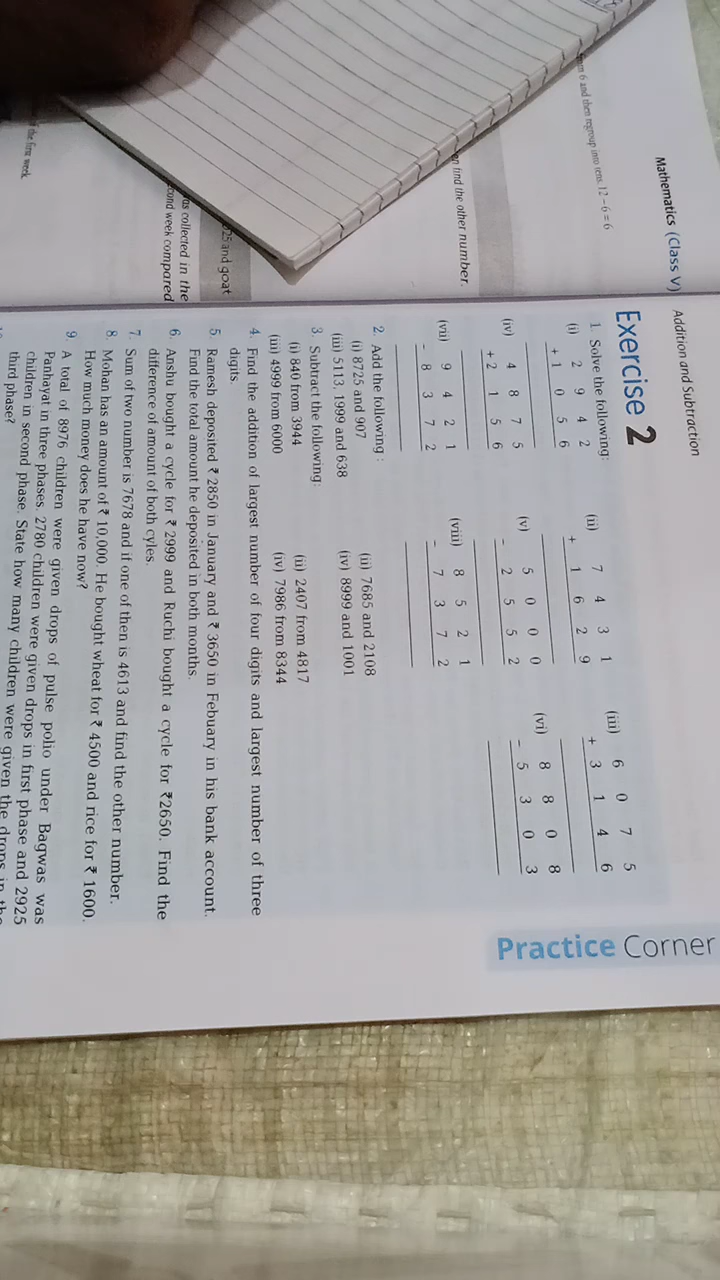 Mathematics (Class V)
6 and then regroup into tens. 12 – 6 = 6
find the other number.
25 and goat
collected in the
cond week compared
the first week.
Addition and Subtraction
Practice Corner
Exercise 2
1. Solve the following:
(i) 2 9 4 2 (ii) 7 4 3 1 (iii) 6 0 7 5
+ 1 0 5 6 + 1 6 2 9 + 3 1 4 6
(iv) 4 8 7 5 (v) 5 0 0 0 (vi) 8 8 0 8
+ 2 1 5 6 - 2 5 5 2 - 5 3 0 3
(vii) 9 4 2 1 (viii) 8 5 2 1
- 8 3 7 2 - 7 3 7 2
2. Add the following :
(i) 8725 and 907 (ii) 7685 and 2108
(iii) 5113, 1999 and 638 (iv) 8999 and 1001
3. Subtract the following:
(i) 849 from 3944 (ii) 2407 from 4817
(iii) 4999 from 6000 (iv) 7986 from 8344
4. Find the addition of largest number of four digits and largest number of three
digits.
5. Ramesh deposited ₹ 2850 in January and ₹ 3650 in Febuary in his bank account.
Find the total amount he deposited in both months.
6. Anshu bought a cycle for ₹ 2999 and Ruchi bought a cycle for ₹2650. Find the
difference of amount of both cyles.
7. Sum of two number is 7678 and if one of then is 4613 and find the other number.
8. Mohan has an amount of ₹ 10,000. He bought wheat for ₹ 4500 and rice for ₹ 1600.
How much money does he have now?
9. A total of 8976 children were given drops of pulse polio under Bagwas was
Panhayat in three phases. 2780 children were given drops in first phase and 2925
children in second phase. State how many children were given the drops in the
third phase?